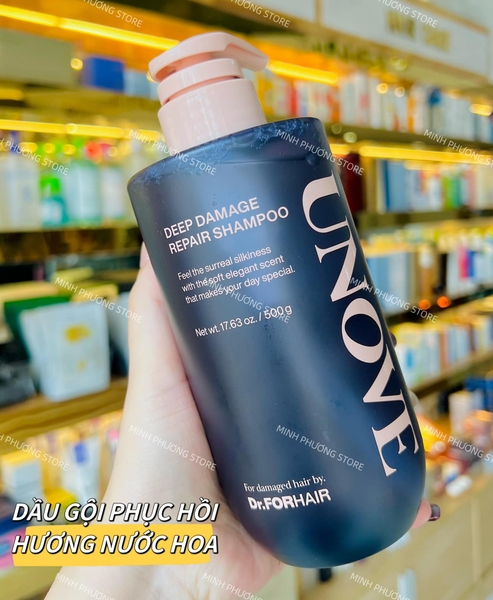 MINH PHƯƠNG STORE
DEEP DAMAGE
REPAIR SHAMPOO
Feel the surreal silkiness
with the soft elegant scent
that makes your day special.
Net wt. 17.63 oz. / 500 g
UNOVE
For damaged hair by.
Dr.FORHAIR
DẦU GỘI PHỤC HỒI
HƯƠNG NƯỚC HOA